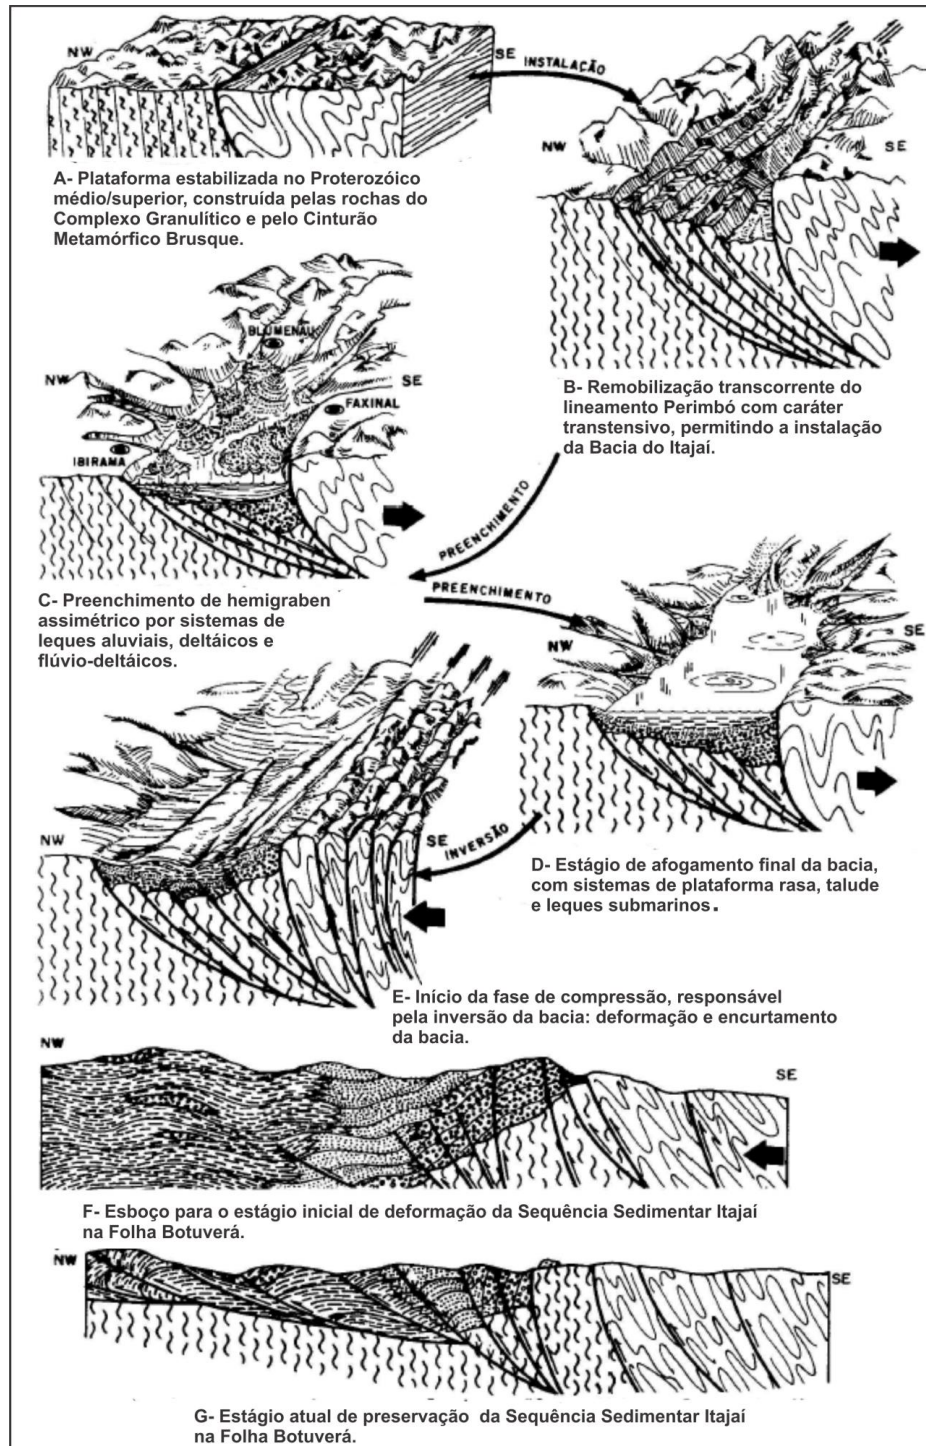 NW
SE
INSTALAÇÃO
A- Plataforma estabilizada no Proterozóico
médio/superior, construída pelas rochas do
Complexo Granulítico e pelo Cinturão
Metamórfico Brusque.
NW
SE
B- Remobilização transcorrente do
lineamento Perimbó com caráter
transtensivo, permitindo a instalação
da Bacia do Itajaí.
BLUMENAU
NW
SE
FAXINAL
IBIRAMA
PREENCHIMENTO
C- Preenchimento de hemigraben
assimétrico por sistemas de
leques aluviais, deltáicos e
flúvio-deltáicos.
PREENCHIMENTO
NW
SE
D- Estágio de afogamento final da bacia,
com sistemas de plataforma rasa, talude
e leques submarinos.
NW
SE
INVERSÃO
E- Início da fase de compressão, responsável
pela inversão da bacia: deformação e encurtamento
da bacia.
NW
SE
F- Esboço para o estágio inicial de deformação da Sequência Sedimentar Itajaí
na Folha Botuverá.
NW
SE
G- Estágio atual de preservação da Sequência Sedimentar Itajaí
na Folha Botuverá.